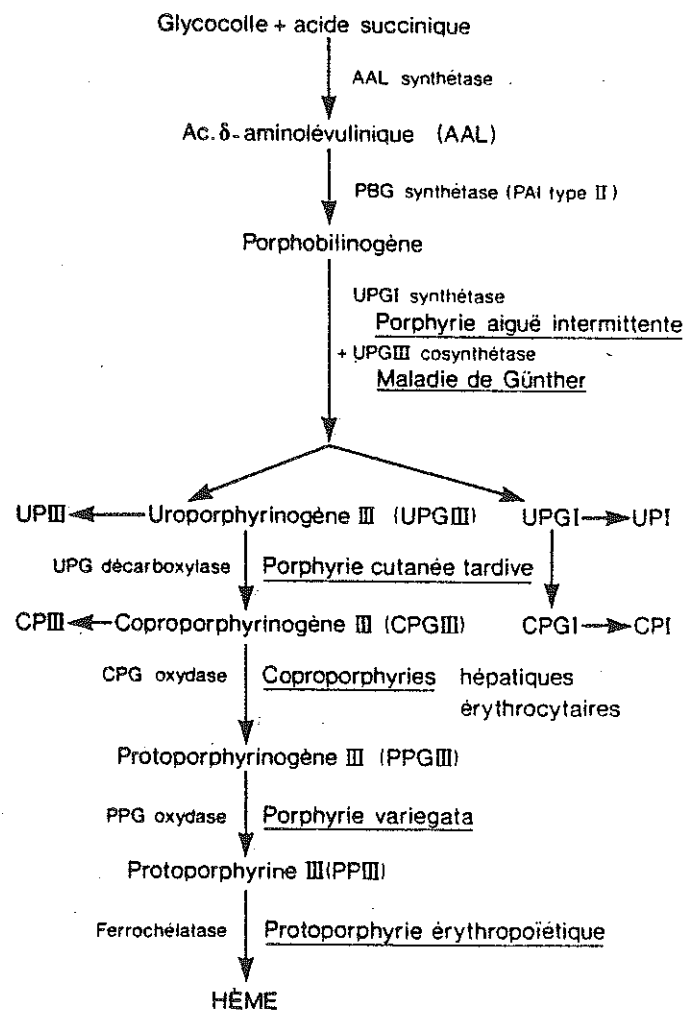 Glycocolle + acide succinique
AAL synthétase
Ac. δ-aminolévulinique (AAL)
PBG synthétase (PAI type II)
Porphobilinogène
UPGI synthétase
Porphyrie aiguë intermittente
+ UPGIII cosynthétase
Maladie de Günther
UPIII Uroporphyrinogène III (UPGIII) UPGI UPI
UPG décarboxylase Porphyrie cutanée tardive
CPIII Coproporphyrinogène III (CPGIII) CPGI CPI
CPG oxydase Coproporphyries hépatiques
érythrocytaires
Protoporphyrinogène III (PPGIII)
PPG oxydase Porphyrie variegata
Protoporphyrine III (PPIII)
Ferrochélatase Protoporphyrie érythropoïétique
HÈME